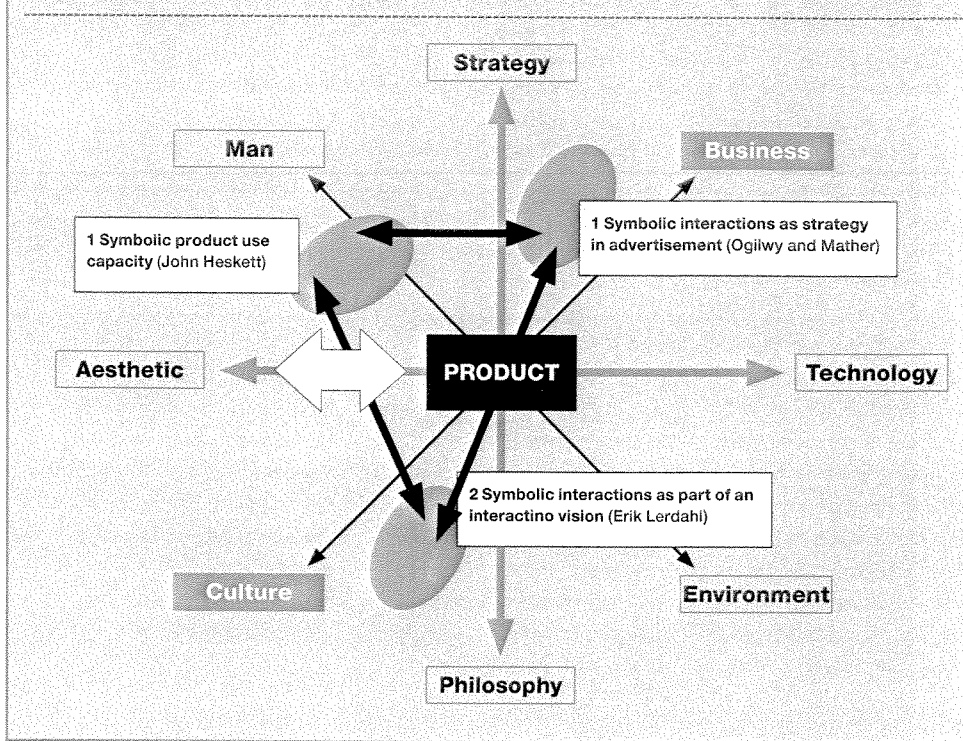 Strategy
Man
Business
1 Symbolic product use
capacity (John Heskett)
1 Symbolic interactions as strategy
in advertisement (Ogilwy and Mather)
Aesthetic
PRODUCT
Technology
2 Symbolic interactions as part of an
interactino vision (Erik Lerdahl)
Culture
Environment
Philosophy